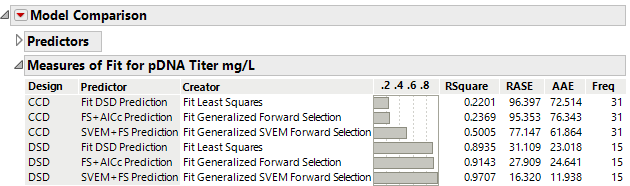 Model Comparison
Predictors
Measures of Fit for pDNA Titer mg/L
Design Predictor Creator .2 .4 .6 .8 RSquare RASE AAE Freq
CCD Fit DSD Prediction Fit Least Squares 0.2201 96.397 72.514 31
CCD FS+AICc Prediction Fit Generalized Forward Selection 0.2369 95.353 76.343 31
CCD SVEM+FS Prediction Fit Generalized SVEM Forward Selection 0.5005 77.147 61.864 31
DSD Fit DSD Prediction Fit Least Squares 0.8935 31.109 23.018 15
DSD FS+AICc Prediction Fit Generalized Forward Selection 0.9143 27.909 24.641 15
DSD SVEM+FS Prediction Fit Generalized SVEM Forward Selection 0.9707 16.320 11.938 15